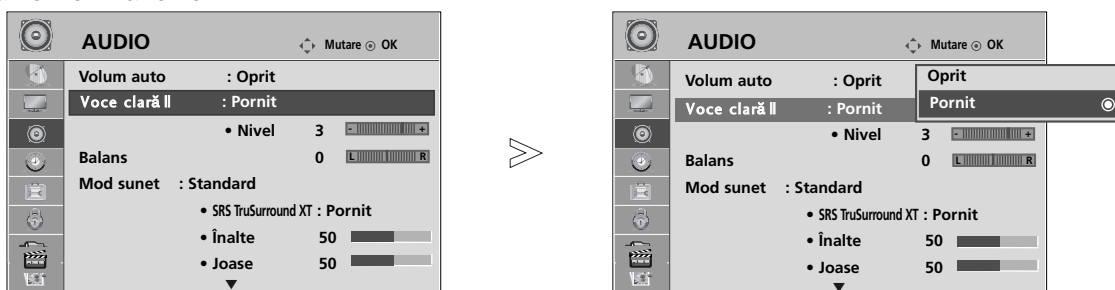 AUDIO Mutare OK
Volum auto : Oprit
Voce clară II : Pornit
• Nivel 3 - +
Balans 0 L R
Mod sunet : Standard
• SRS TruSurround XT : Pornit
• Înalte 50
• Joase 50
AUDIO Mutare OK
Volum auto : Oprit
Voce clară II : Pornit
• Nivel 3 - +
Balans 0 L R
Mod sunet : Standard
• SRS TruSurround XT : Pornit
• Înalte 50
• Joase 50
Oprit
Pornit